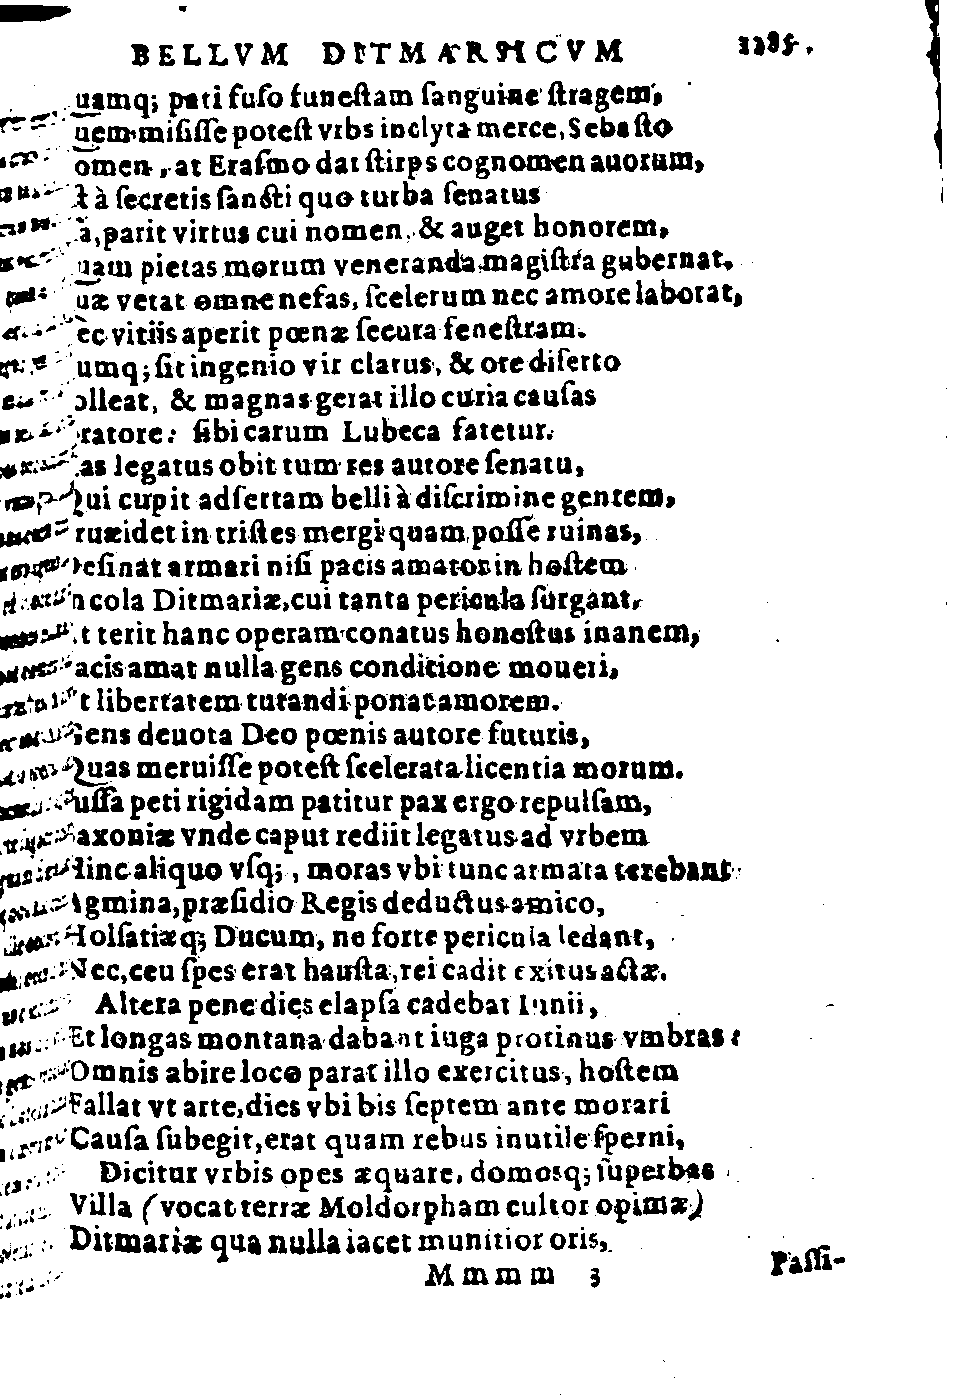 BELLVM DITMARSICVM 1285.
uamq; pati fuso funestam sanguine stragem,
uem misisse potest vrbs inclyta merce, Sebasto
omen, at Erasmo dat stirps cognomen auorum,
t à secretis sancti quo turba senatus
a, parit virtus cui nomen, & auget honorem,
uam pietas morum veneranda magistra gubernat,
uæ vetat omne nefas, scelerum nec amore laborat,
ec vitiis aperit pœnæ secura fenestram.
umq; sit ingenio vir clarus, & ore diserto
olleat, & magnas gerat illo curia causas
ratore: sibi carum Lubeca fatetur.
as legatus obit tum res autore senatu,
Qui cupit adsertam belli à discrimine gentem,
ruæ videt in tristes mergi quam posse ruinas,
esinat armari nisi pacis amator in hostem
ncola Ditmariæ, cui tanta pericula surgant,
t terit hanc operam conatus honestus inanem,
acis amat nulla gens conditione moueri,
t libertatem tutandi ponat amorem.
Gens deuota Deo pœnis autore futuris,
Quas meruisse potest scelerata licentia morum.
ussa peti rigidam patitur pax ergo repulsam,
axoniæ vnde caput rediit legatus ad vrbem
Hinc aliquo vsq;, moras vbi tunc armata terebant
Agmina, præsidio Regis deductus amico,
Holsatiæq; Ducum, ne forte pericula lædant,
Nec, ceu spes erat hausta, rei cadit exitus actæ.
Altera pene dies elapsa cadebat Iunii,
Et longas montana dabant iuga protinus vmbras:
Omnis abire loco parat illo exercitus, hostem
Fallat vt arte, dies vbi bis septem ante morari
Causa subegit, erat quam rebus inutile sperni,
Dicitur vrbis opes æquare, domosq; superbas
Villa (vocat terræ Moldorpham cultor opimæ)
Ditmariæ qua nulla iacet munitior oris,
Mmmm 3 Passi-